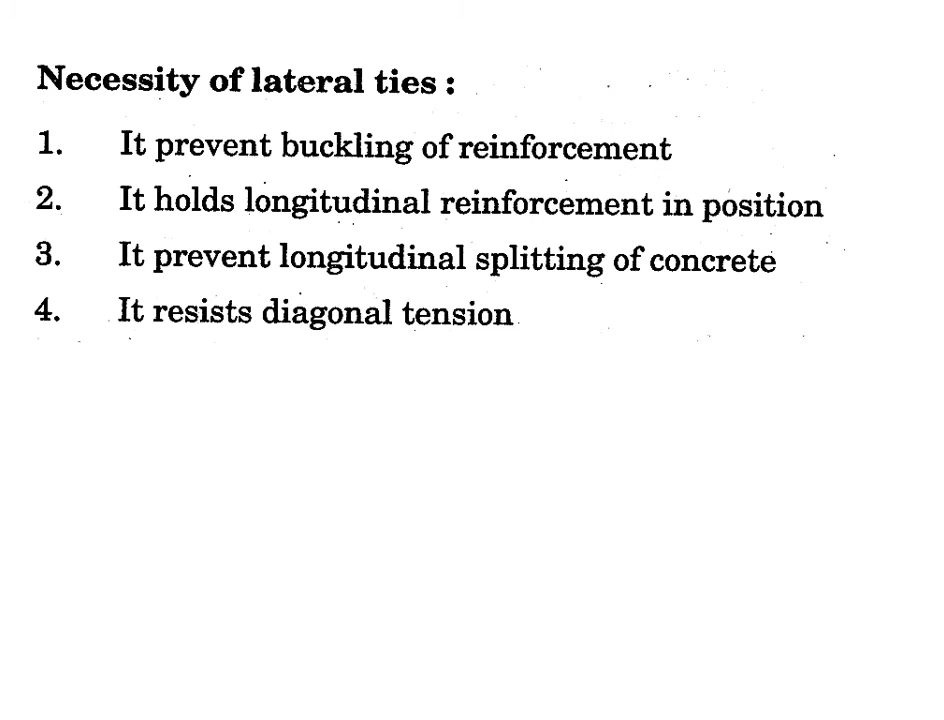 Necessity of lateral ties :
1. It prevent buckling of reinforcement
2. It holds longitudinal reinforcement in position
3. It prevent longitudinal splitting of concrete
4. It resists diagonal tension